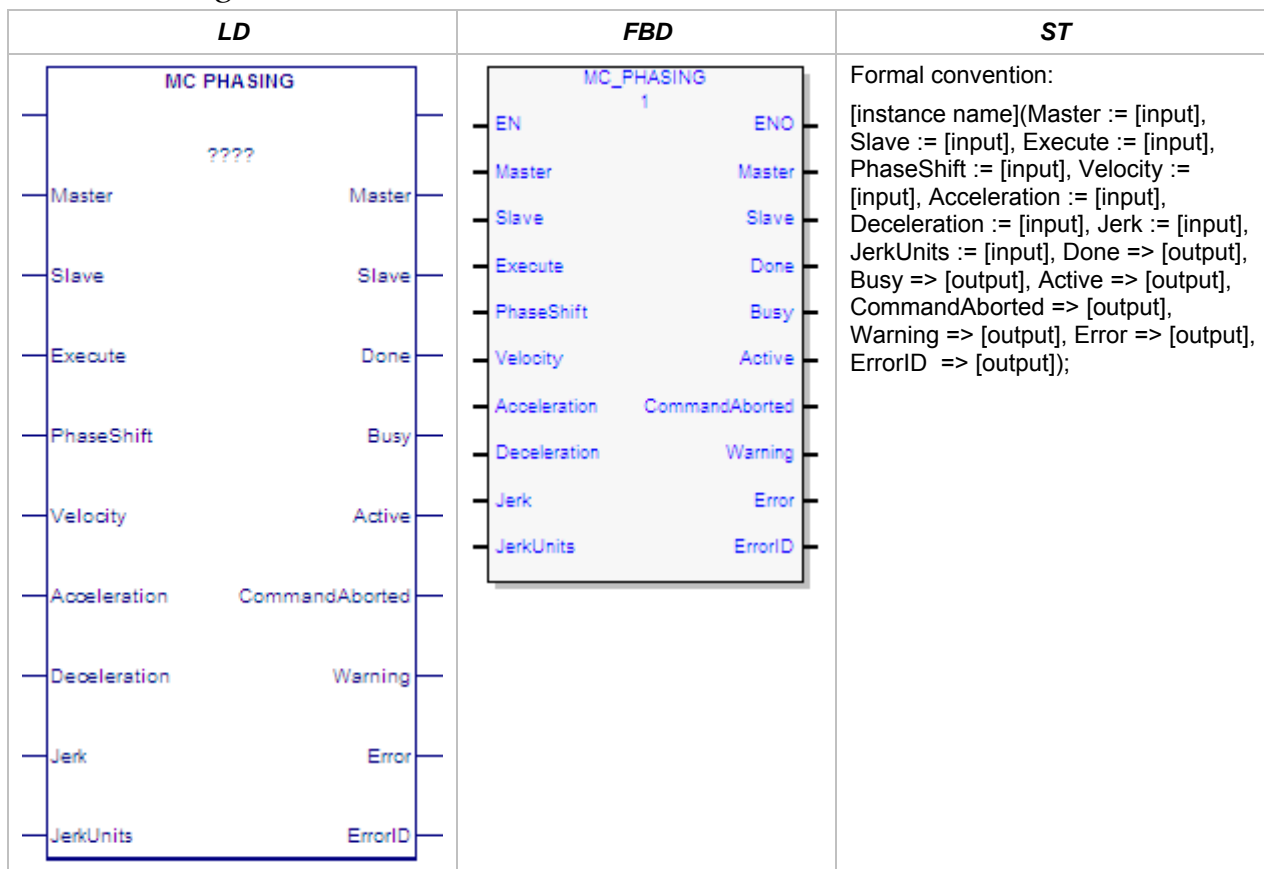 LD
FBD
ST
MC PHASING
????
Master Master
Slave Slave
Execute Done
PhaseShift Busy
Velocity Active
Acceleration CommandAborted
Deceleration Warning
Jerk Error
JerkUnits ErrorID
MC_PHASING
1
EN ENO
Master Master
Slave Slave
Execute Done
PhaseShift Busy
Velocity Active
Acceleration CommandAborted
Deceleration Warning
Jerk Error
JerkUnits ErrorID
Formal convention:
[instance name](Master := [input],
Slave := [input], Execute := [input],
PhaseShift := [input], Velocity :=
[input], Acceleration := [input],
Deceleration := [input], Jerk := [input],
JerkUnits := [input], Done => [output],
Busy => [output], Active => [output],
CommandAborted => [output],
Warning => [output], Error => [output],
ErrorID => [output]);